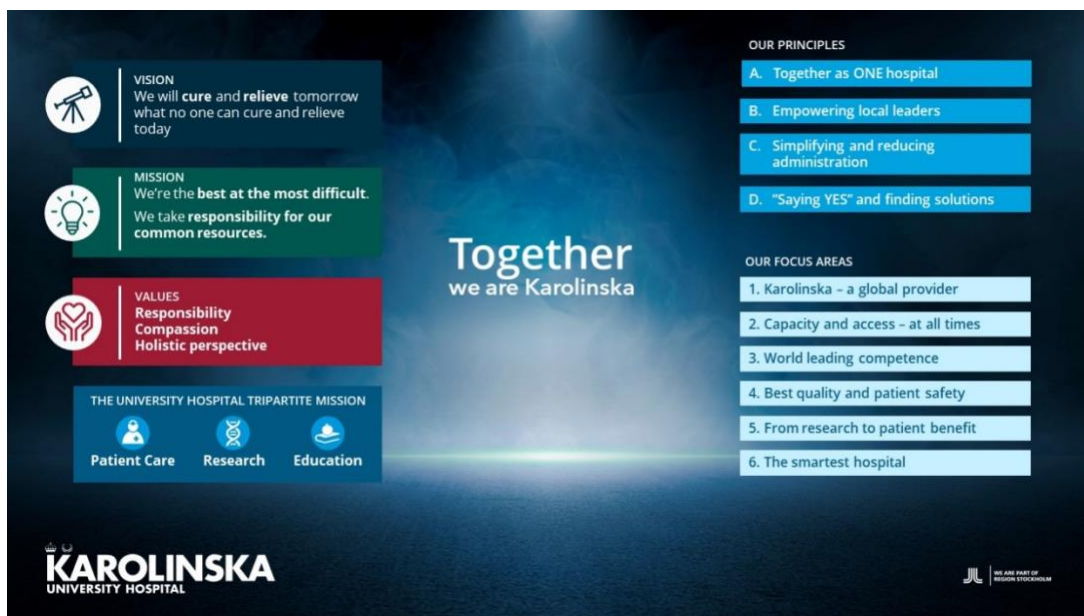 VISION
We will cure and relieve tomorrow
what no one can cure and relieve
today
MISSION
We're the best at the most difficult.
We take responsibility for our
common resources.
VALUES
Responsibility
Compassion
Holistic perspective
THE UNIVERSITY HOSPITAL TRIPARTITE MISSION
Patient Care
Research
Education
Together
we are Karolinska
OUR PRINCIPLES
A. Together as ONE hospital
B. Empowering local leaders
C. Simplifying and reducing
administration
D. "Saying YES" and finding solutions
OUR FOCUS AREAS
1. Karolinska – a global provider
2. Capacity and access – at all times
3. World leading competence
4. Best quality and patient safety
5. From research to patient benefit
6. The smartest hospital
KAROLINSKA
UNIVERSITY HOSPITAL
WE ARE PART OF
REGION STOCKHOLM